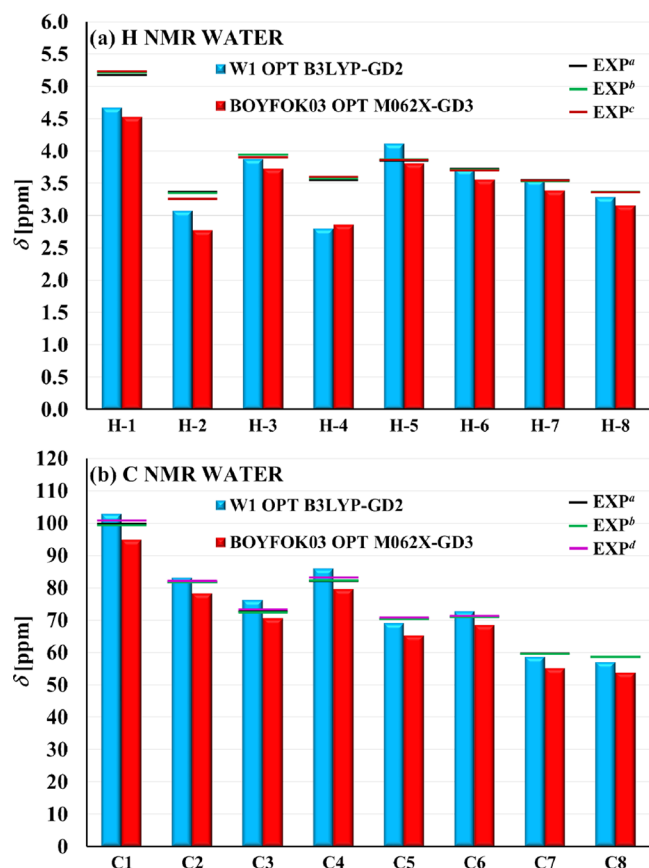 (a) H NMR WATER
W1 OPT B3LYP-GD2
BOYFOK03 OPT M062X-GD3
EXPᵃ
EXPᵇ
EXPᶜ
δ [ppm]
6.0
5.5
5.0
4.5
4.0
3.5
3.0
2.5
2.0
1.5
1.0
0.5
0.0
H-1 H-2 H-3 H-4 H-5 H-6 H-7 H-8
(b) C NMR WATER
W1 OPT B3LYP-GD2
BOYFOK03 OPT M062X-GD3
EXPᵃ
EXPᵇ
EXPᵈ
δ [ppm]
120
110
100
90
80
70
60
50
40
30
20
10
0
C1 C2 C3 C4 C5 C6 C7 C8